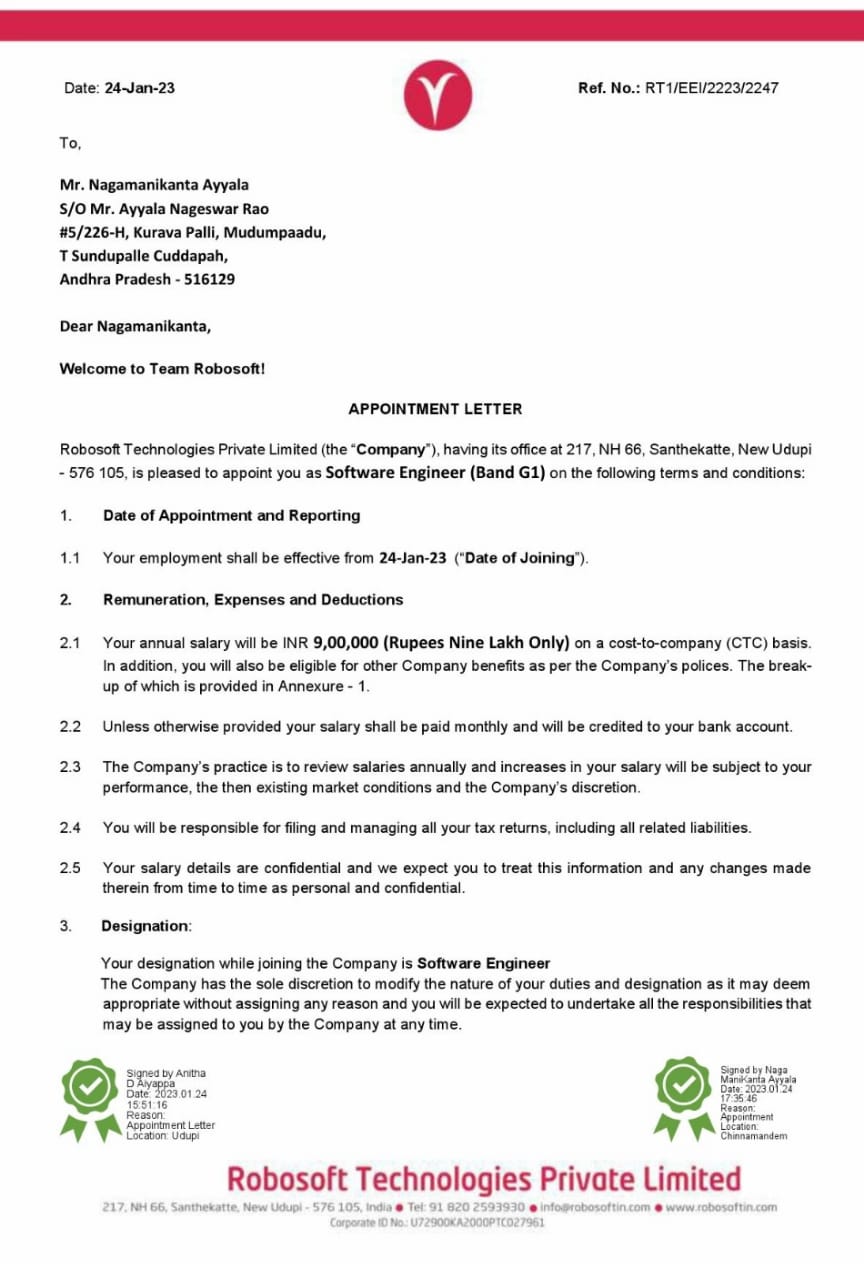 Date: 24-Jan-23
Ref. No.: RT1/EEI/2223/2247
To,
Mr. Nagamanikanta Ayyala
S/O Mr. Ayyala Nageswar Rao
#5/226-H, Kurava Palli, Mudumpaadu,
T Sundupalle Cuddapah,
Andhra Pradesh - 516129
Dear Nagamanikanta,
Welcome to Team Robosoft!
APPOINTMENT LETTER
Robosoft Technologies Private Limited (the “Company”), having its office at 217, NH 66, Santhekatte, New Udupi
- 576 105, is pleased to appoint you as Software Engineer (Band G1) on the following terms and conditions:
1. Date of Appointment and Reporting
1.1 Your employment shall be effective from 24-Jan-23 (“Date of Joining”).
2. Remuneration, Expenses and Deductions
2.1 Your annual salary will be INR 9,00,000 (Rupees Nine Lakh Only) on a cost-to-company (CTC) basis.
In addition, you will also be eligible for other Company benefits as per the Company’s polices. The break-
up of which is provided in Annexure - 1.
2.2 Unless otherwise provided your salary shall be paid monthly and will be credited to your bank account.
2.3 The Company’s practice is to review salaries annually and increases in your salary will be subject to your
performance, the then existing market conditions and the Company’s discretion.
2.4 You will be responsible for filing and managing all your tax returns, including all related liabilities.
2.5 Your salary details are confidential and we expect you to treat this information and any changes made
therein from time to time as personal and confidential.
3. Designation:
Your designation while joining the Company is Software Engineer
The Company has the sole discretion to modify the nature of your duties and designation as it may deem
appropriate without assigning any reason and you will be expected to undertake all the responsibilities that
may be assigned to you by the Company at any time.
Signed by Anitha
D Aiyappa
Date: 2023.01.24
15:51:16
Reason:
Appointment Letter
Location: Udupi
Signed by Naga
ManiKanta Ayyala
Date: 2023.01.24
17:35:46
Reason:
Appointment
Location:
Chinnamandem
Robosoft Technologies Private Limited
217, NH 66, Santhekatte, New Udupi - 576 105, India ● Tel: 91 820 2593930 ● info@robosoftin.com ● www.robosoftin.com
Corporate ID No.: U72900KA2000PTC027961